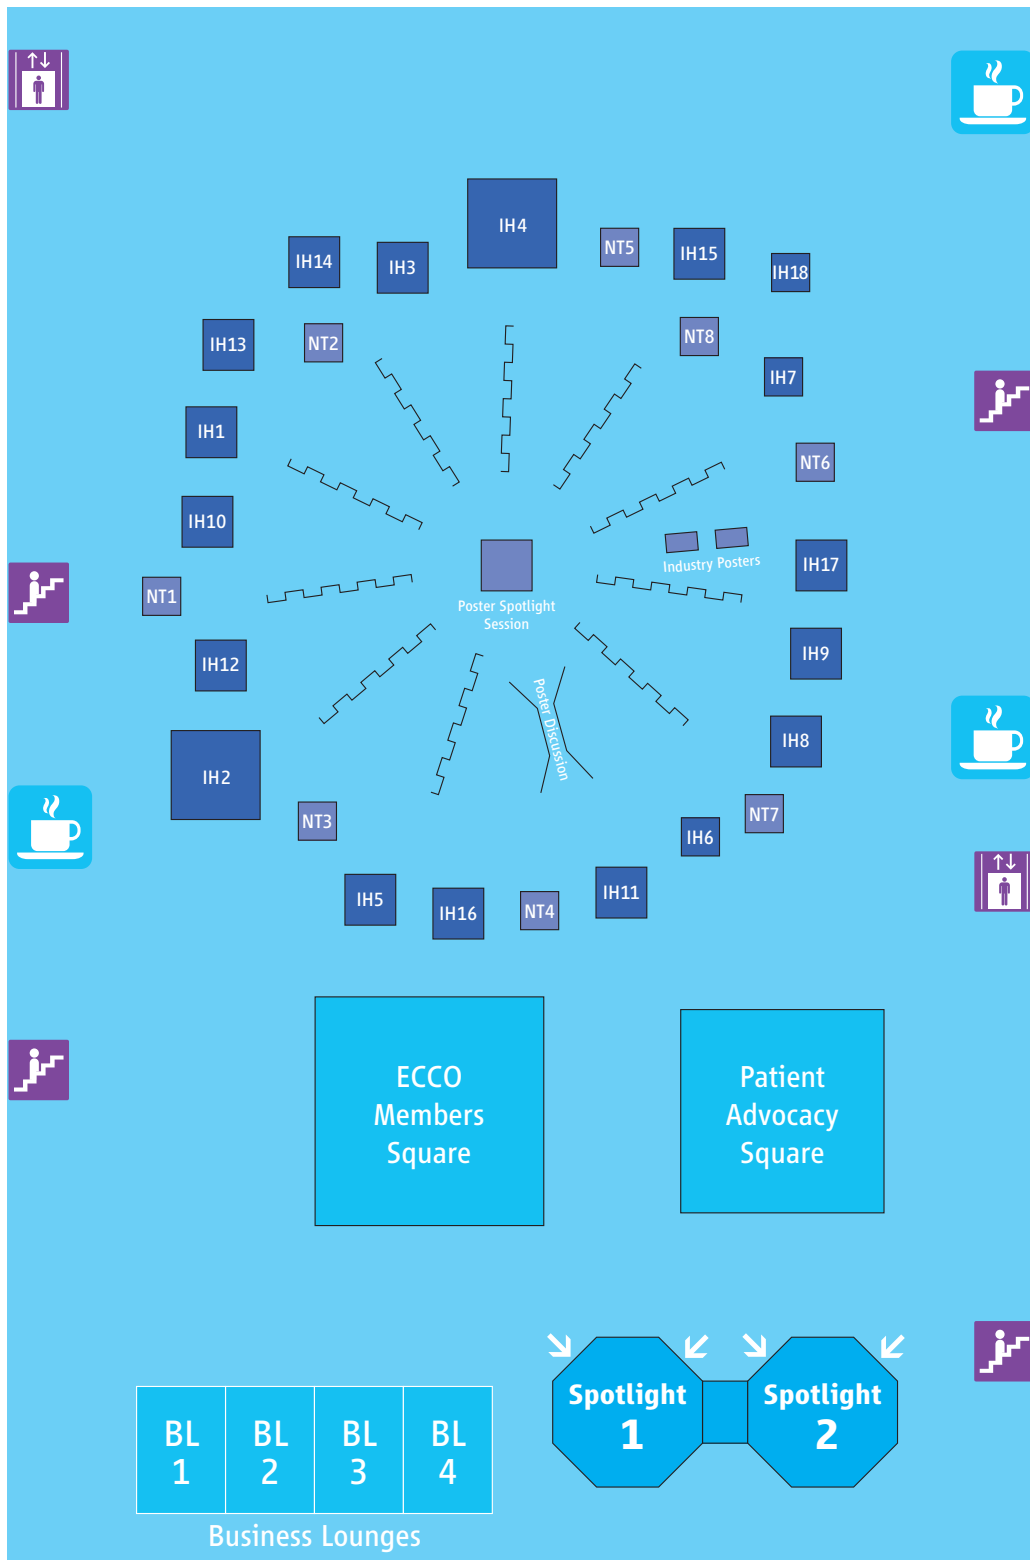 IH4
NT5
IH15
IH14
IH3
IH18
IH13
NT2
NT8
IH7
IH1
NT6
IH10
Industry Posters
IH17
NT1
Poster Spotlight
Session
IH12
IH9
Poster Discussion
IH8
IH2
NT3
NT7
IH6
IH5
IH16
NT4
IH11
ECCO
Members
Square
Patient
Advocacy
Square
Spotlight
1
Spotlight
2
BL
1
BL
2
BL
3
BL
4
Business Lounges